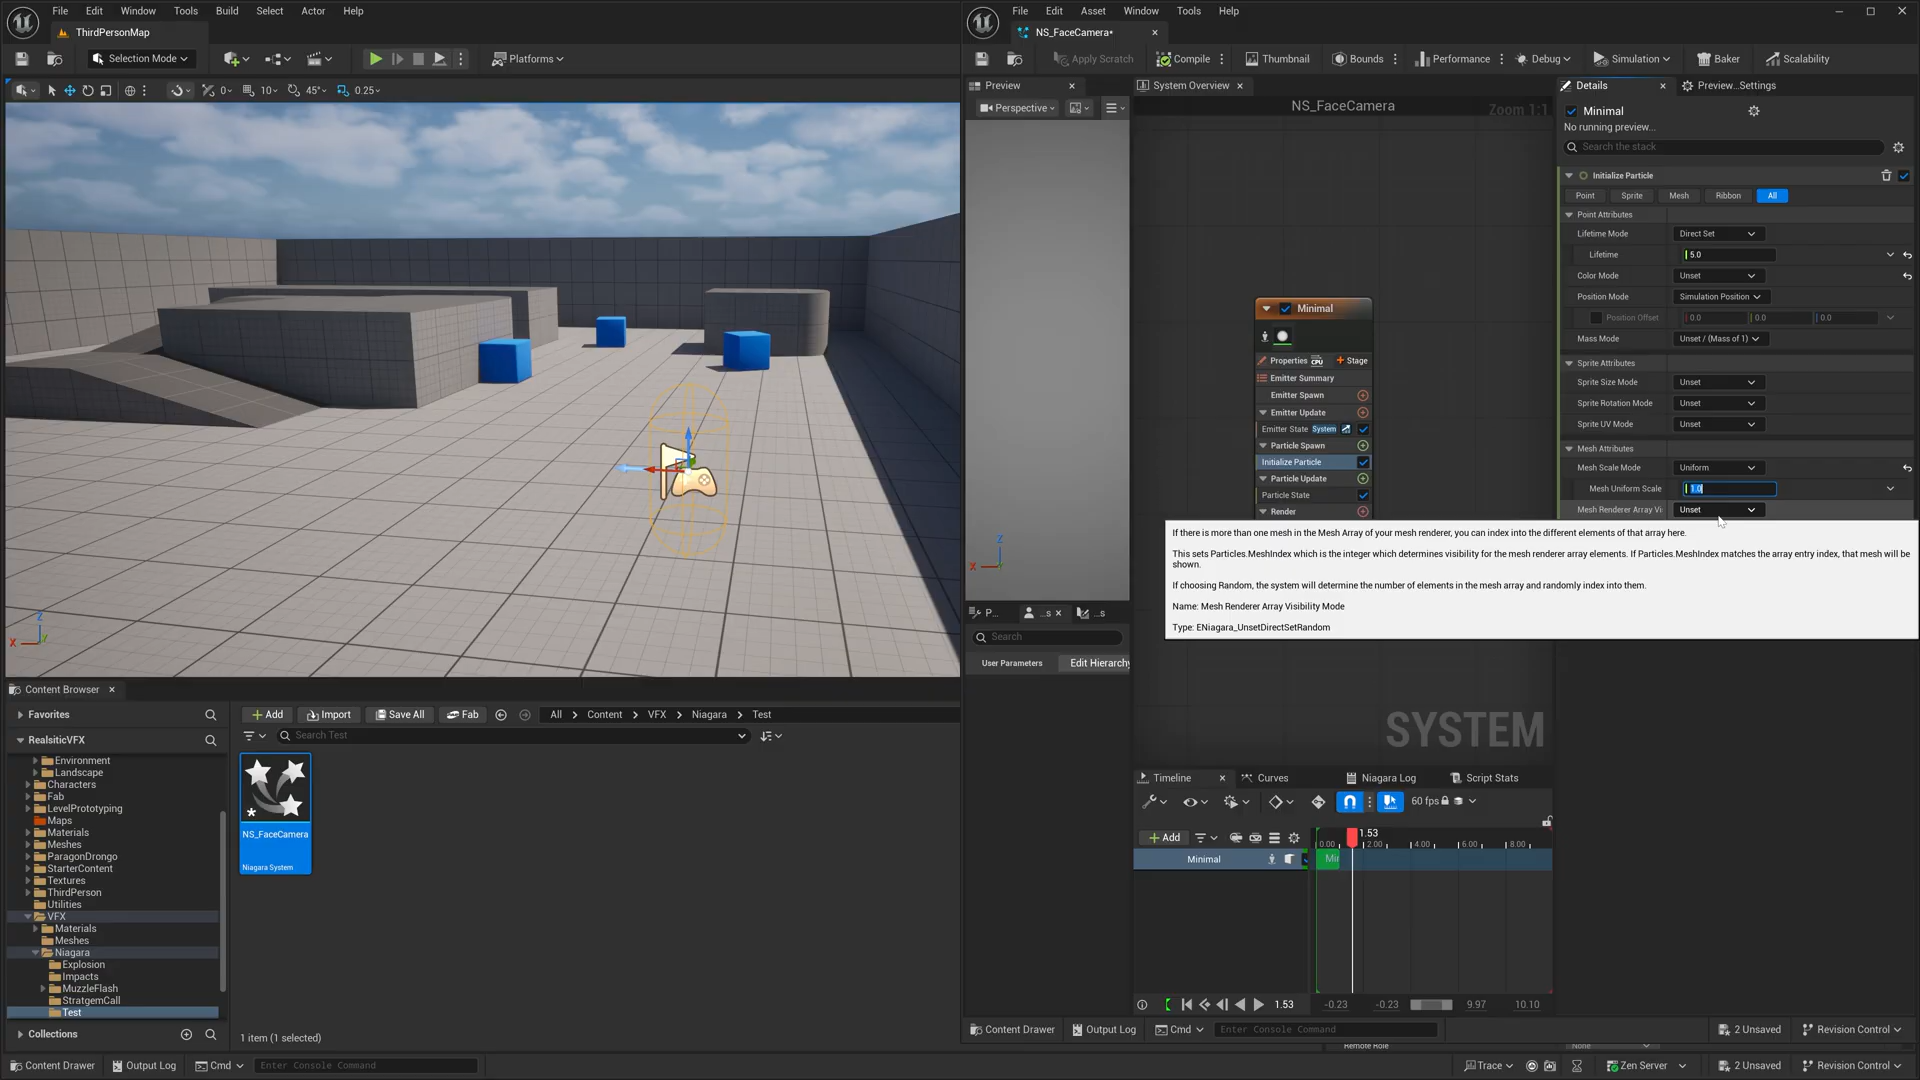 File Edit Window Tools Build Select Actor Help
ThirdPersonMap
Selection Mode
Platforms
0° 10 45° 0.25
Z
X
Content Browser
Favorites
RealsiticVFX
Environment
Landscape
Characters
Fab
LevelPrototyping
Maps
Materials
Meshes
ParagonDrongo
StarterContent
Textures
ThirdPerson
Utilities
VFX
Materials
Meshes
Niagara
Explosion
Impacts
MuzzleFlash
StratgemCall
Test
Collections
Add Import Save All Fab All Content VFX Niagara Test
Search Test
NS_FaceCamera
Niagara System
1 item (1 selected)
Content Drawer Output Log Cmd Enter Console Command
File Edit Asset Window Tools Help
NS_FaceCamera*
Apply Scratch Compile Thumbnail Bounds Performance Debug Simulation Baker Scalability
Preview
Perspective
Z
X
P... ...s ...s
Search
User Parameters Edit Hierarchy
System Overview
NS_FaceCamera Zoom 1:1
Minimal
Properties CPU Stage
Emitter Summary
Emitter Spawn
Emitter Update
Emitter State System
Particle Spawn
Initialize Particle
Particle Update
Particle State
Render
SYSTEM
Details Preview...Settings
Minimal
No running preview...
Search the stack
Initialize Particle
Point Sprite Mesh Ribbon All
Point Attributes
Lifetime Mode Direct Set
Lifetime 5.0
Color Mode Unset
Position Mode Simulation Position
Position Offset 0.0 0.0 0.0
Mass Mode Unset / (Mass of 1)
Sprite Attributes
Sprite Size Mode Unset
Sprite Rotation Mode Unset
Sprite UV Mode Unset
Mesh Attributes
Mesh Scale Mode Uniform
Mesh Uniform Scale 1.0
Mesh Renderer Array Vi Unset
If there is more than one mesh in the Mesh Array of your mesh renderer, you can index into the different elements of that array here.
This sets Particles.MeshIndex which is the integer which determines visibility for the mesh renderer array elements. If Particles.MeshIndex matches the array entry index, that mesh will be
shown.
If choosing Random, the system will determine the number of elements in the mesh array and randomly index into them.
Name: Mesh Renderer Array Visibility Mode
Type: ENiagara_UnsetDirectSetRandom
Timeline Curves Niagara Log Script Stats
60 fps
Add
1.53
0.00 2.00 4.00 6.00 8.00
Minimal Mir
1.53 -0.23 -0.23 9.97 10.10
Content Drawer Output Log Cmd Enter Console Command 2 Unsaved Revision Control
Remote Role None
Trace Zen Server 2 Unsaved Revision Control